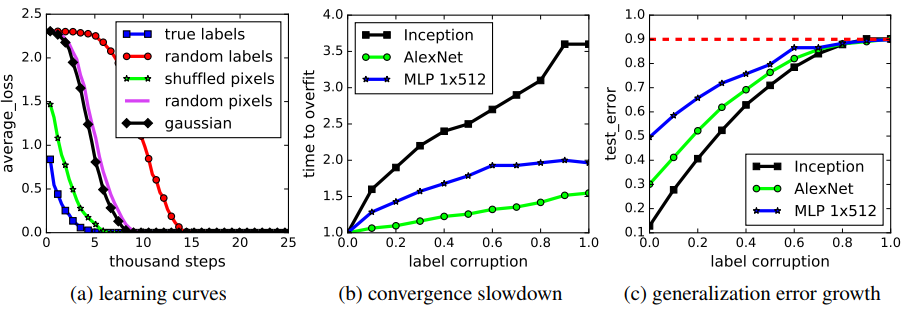 2.5
2.0
1.5
1.0
0.5
0.0
average_loss
true labels
random labels
shuffled pixels
random pixels
gaussian
0 5 10 15 20 25
thousand steps
(a) learning curves
4.0
3.5
3.0
2.5
2.0
1.5
1.0
time to overfit
Inception
AlexNet
MLP 1x512
0.0 0.2 0.4 0.6 0.8 1.0
label corruption
(b) convergence slowdown
1.0
0.9
0.8
0.7
0.6
0.5
0.4
0.3
0.2
0.1
test_error
Inception
AlexNet
MLP 1x512
0.0 0.2 0.4 0.6 0.8 1.0
label corruption
(c) generalization error growth